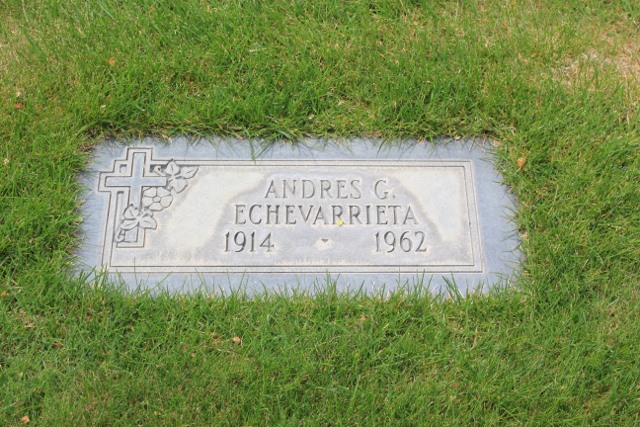 ANDRES G.
ECHEVARRIETA
1914 1962